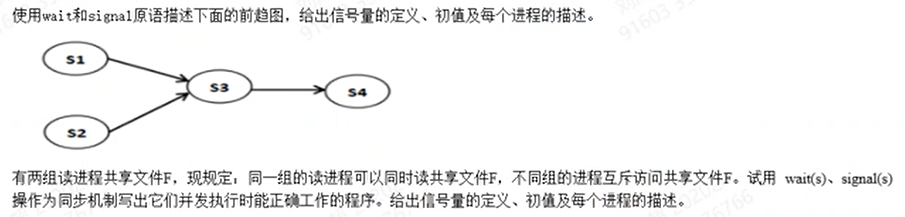 使用wait和signal原语描述下面的前趋图，给出信号量的定义、初值及每个进程的描述。
S1
S3
S4
S2
有两组读进程共享文件F，现规定：同一组的读进程可以同时读共享文件F，不同组的进程互斥访问共享文件F。试用 wait(s)、signal(s)
操作为同步机制写出它们并发执行时能正确工作的程序。给出信号量的定义、初值及每个进程的描述。